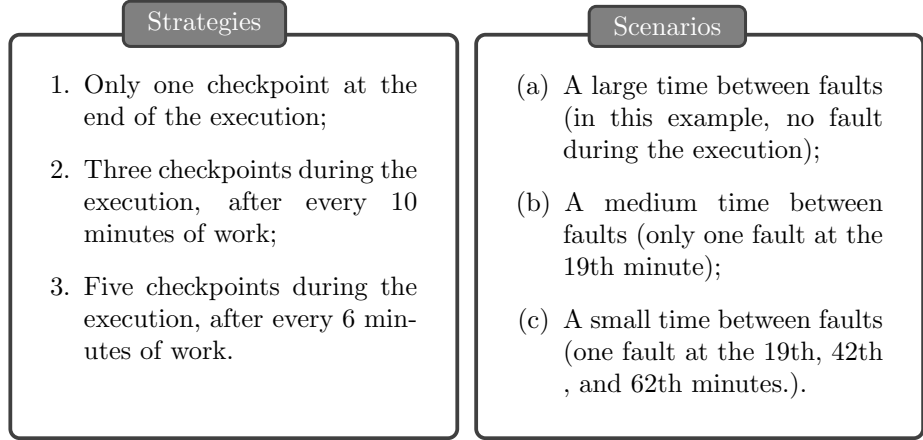 Strategies
1. Only one checkpoint at the
end of the execution;
2. Three checkpoints during the
execution, after every 10
minutes of work;
3. Five checkpoints during the
execution, after every 6 min-
utes of work.
Scenarios
(a) A large time between faults
(in this example, no fault
during the execution);
(b) A medium time between
faults (only one fault at the
19th minute);
(c) A small time between faults
(one fault at the 19th, 42th
, and 62th minutes.).